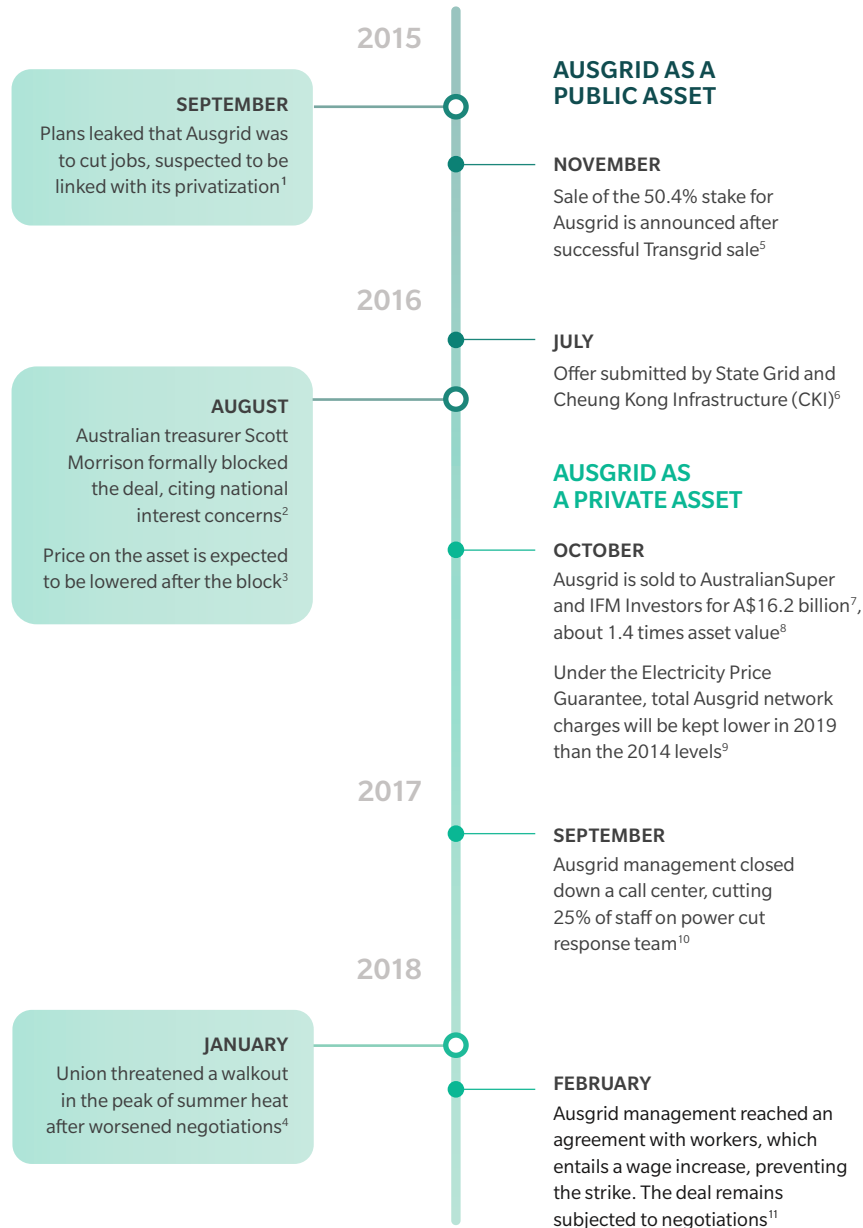 2015
AUSGRID AS A
PUBLIC ASSET
SEPTEMBER
Plans leaked that Ausgrid was
to cut jobs, suspected to be
linked with its privatization¹
NOVEMBER
Sale of the 50.4% stake for
Ausgrid is announced after
successful Transgrid sale⁵
2016
JULY
Offer submitted by State Grid and
Cheung Kong Infrastructure (CKI)⁶
AUGUST
Australian treasurer Scott
Morrison formally blocked
the deal, citing national
interest concerns²
Price on the asset is expected
to be lowered after the block³
AUSGRID AS
A PRIVATE ASSET
OCTOBER
Ausgrid is sold to AustralianSuper
and IFM Investors for A$16.2 billion⁷,
about 1.4 times asset value⁸
Under the Electricity Price
Guarantee, total Ausgrid network
charges will be kept lower in 2019
than the 2014 levels⁹
2017
SEPTEMBER
Ausgrid management closed
down a call center, cutting
25% of staff on power cut
response team¹⁰
2018
JANUARY
Union threatened a walkout
in the peak of summer heat
after worsened negotiations⁴
FEBRUARY
Ausgrid management reached an
agreement with workers, which
entails a wage increase, preventing
the strike. The deal remains
subjected to negotiations¹¹